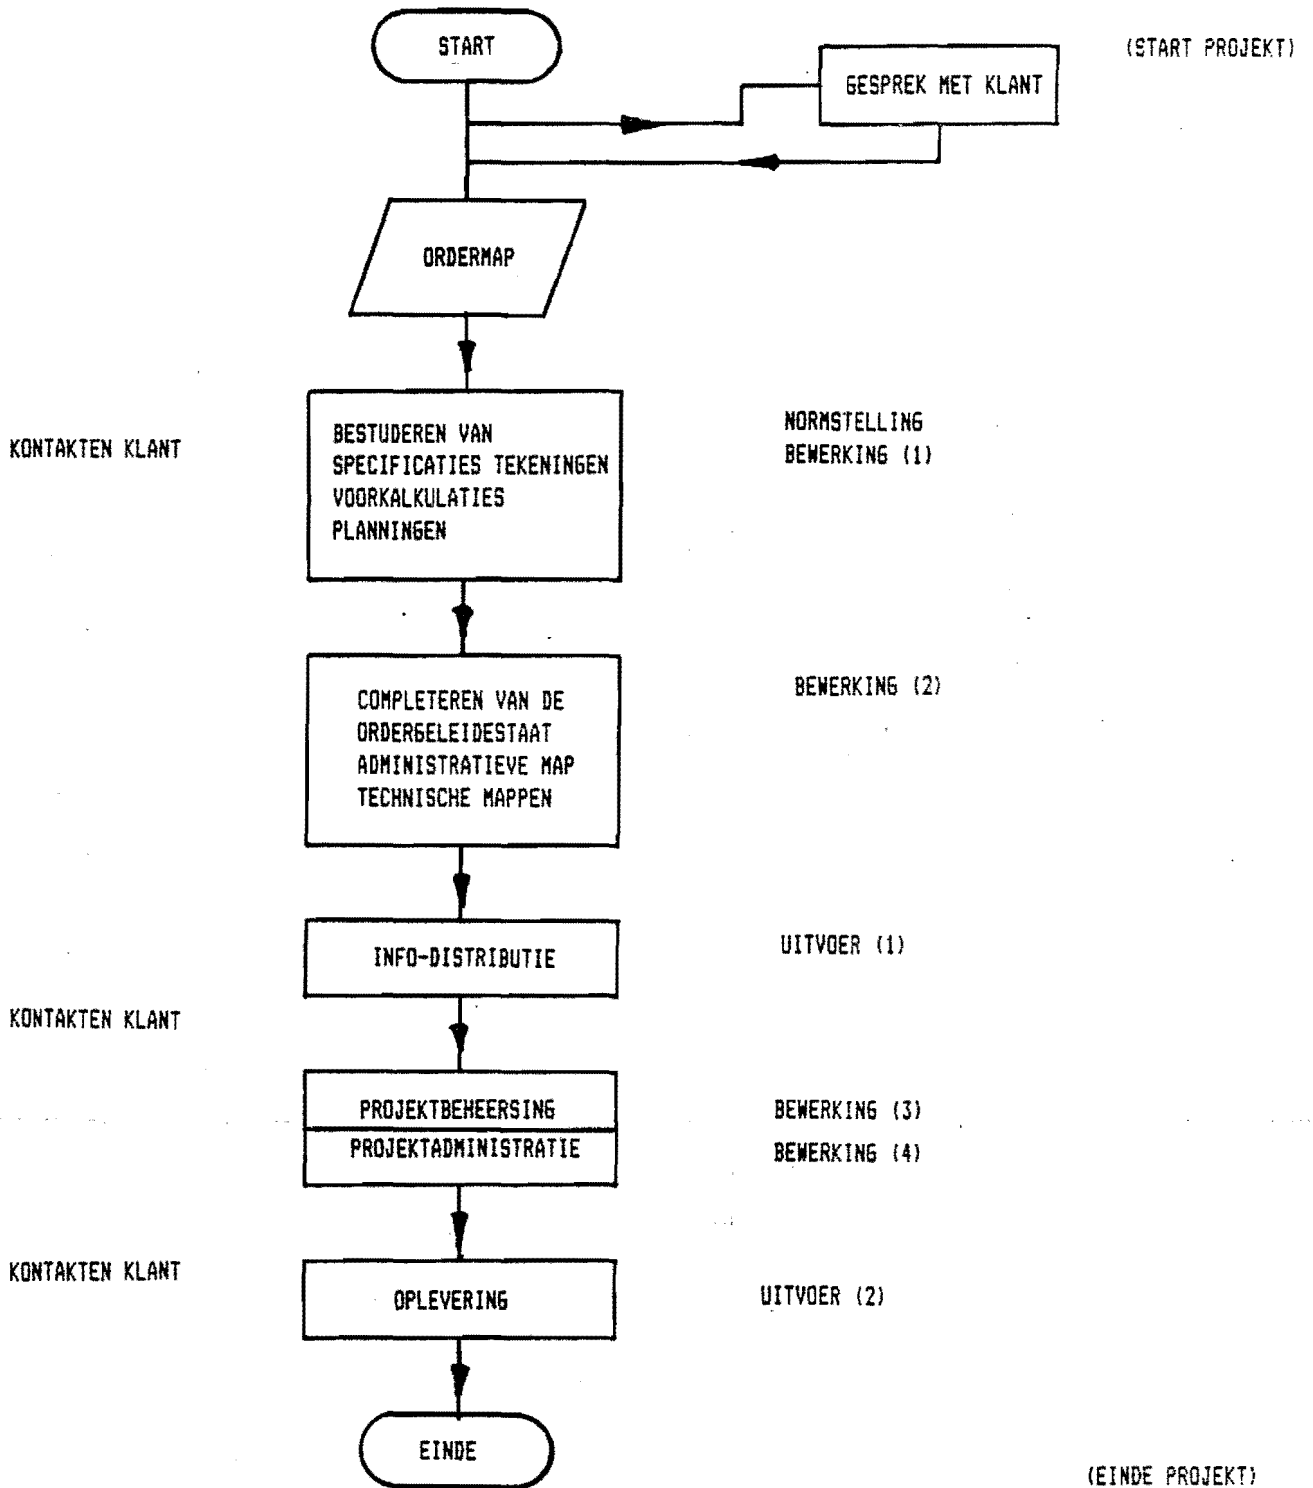 START
(START PROJEKT)
GESPREK MET KLANT
ORDERMAP
KONTAKTEN KLANT
BESTUDEREN VAN
SPECIFICATIES TEKENINGEN
VOORKALKULATIES
PLANNINGEN
NORMSTELLING
BEWERKING (1)
COMPLETEREN VAN DE
ORDERGELEIDESTAAT
ADMINISTRATIEVE MAP
TECHNISCHE MAPPEN
BEWERKING (2)
INFO-DISTRIBUTIE
UITVOER (1)
KONTAKTEN KLANT
PROJEKTBEHEERSING
BEWERKING (3)
PROJEKTADMINISTRATIE
BEWERKING (4)
KONTAKTEN KLANT
OPLEVERING
UITVOER (2)
EINDE
(EINDE PROJEKT)